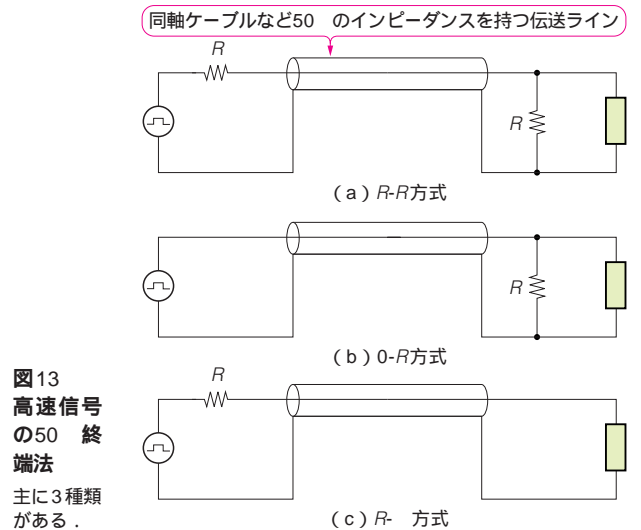 同軸ケーブルなど50　のインピーダンスを持つ伝送ライン
R
R
(a) R-R方式
R
(b) 0-R方式
R
(c) R-　方式
図13
高速信号
の50　終
端法
主に3種類
がある．